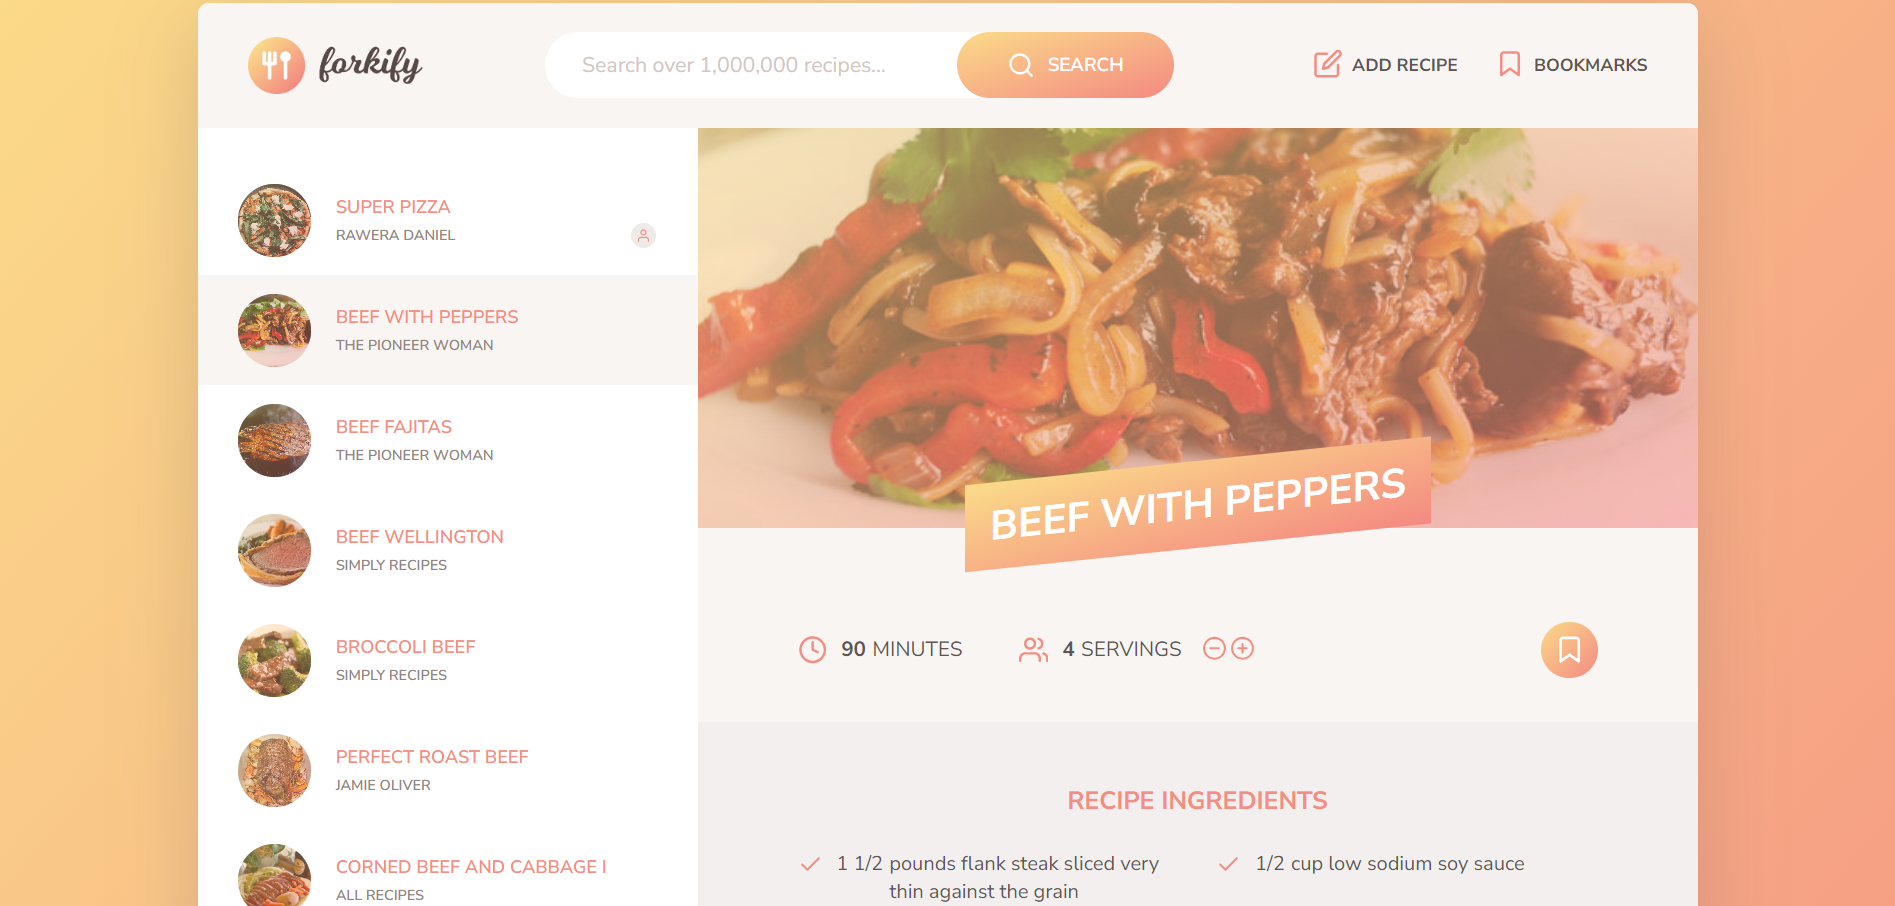 forkify
Search over 1,000,000 recipes...
SEARCH
ADD RECIPE
BOOKMARKS
SUPER PIZZA
RAWERA DANIEL
BEEF WITH PEPPERS
THE PIONEER WOMAN
BEEF FAJITAS
THE PIONEER WOMAN
BEEF WELLINGTON
SIMPLY RECIPES
BROCCOLI BEEF
SIMPLY RECIPES
PERFECT ROAST BEEF
JAMIE OLIVER
CORNED BEEF AND CABBAGE I
ALL RECIPES
BEEF WITH PEPPERS
90 MINUTES
4 SERVINGS
RECIPE INGREDIENTS
1 1/2 pounds flank steak sliced very
thin against the grain
1/2 cup low sodium soy sauce